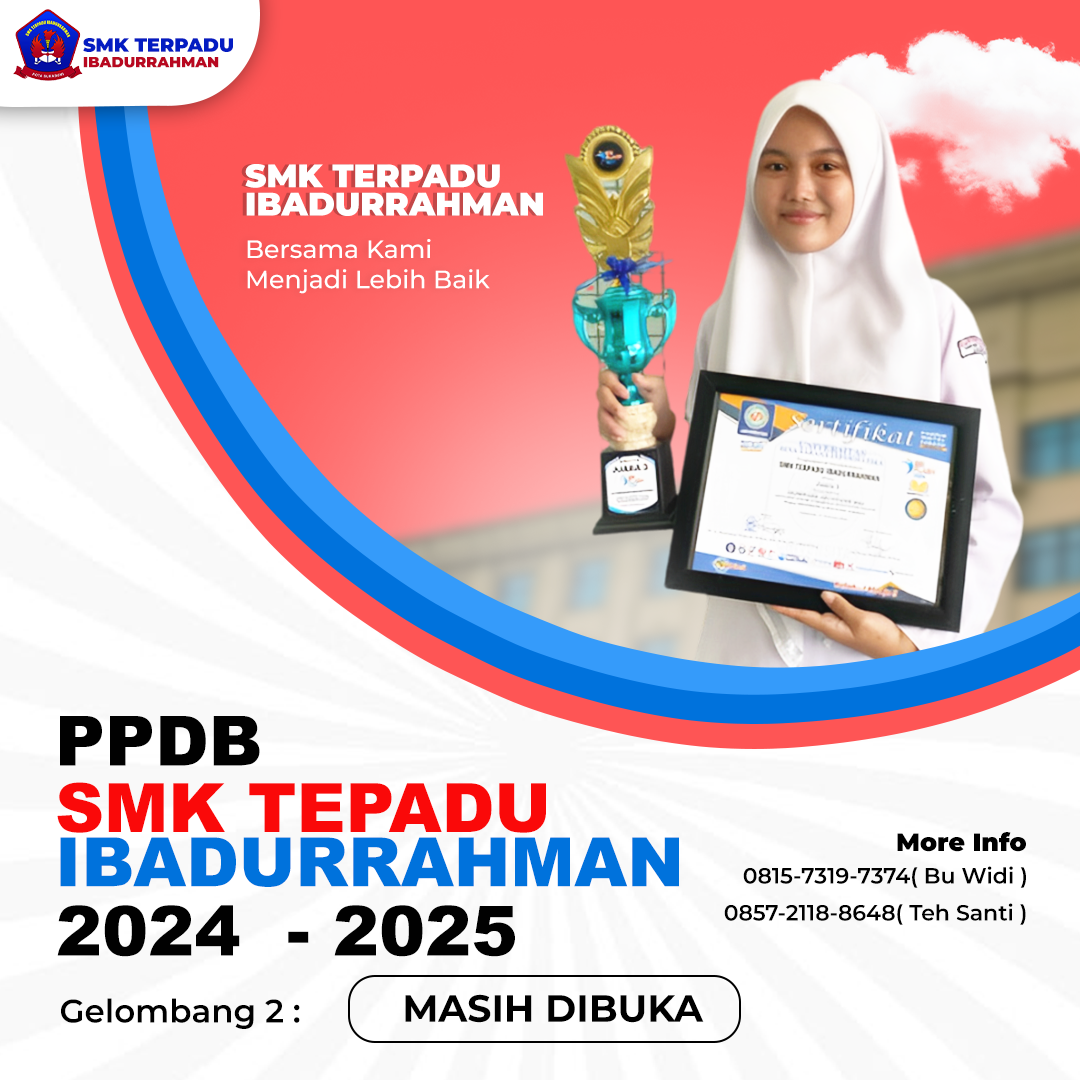 SMK TERPADU
IBADURRAHMAN
SMK TERPADU
IBADURRAHMAN
Bersama Kami
Menjadi Lebih Baik
Sertifikat
UNIVERSITAS
SMK TERPADU IBADURRAHMAN
PPDB
SMK TEPADU
IBADURRAHMAN
2024 - 2025
More Info
0815-7319-7374( Bu Widi )
0857-2118-8648( Teh Santi )
Gelombang 2 :
MASIH DIBUKA